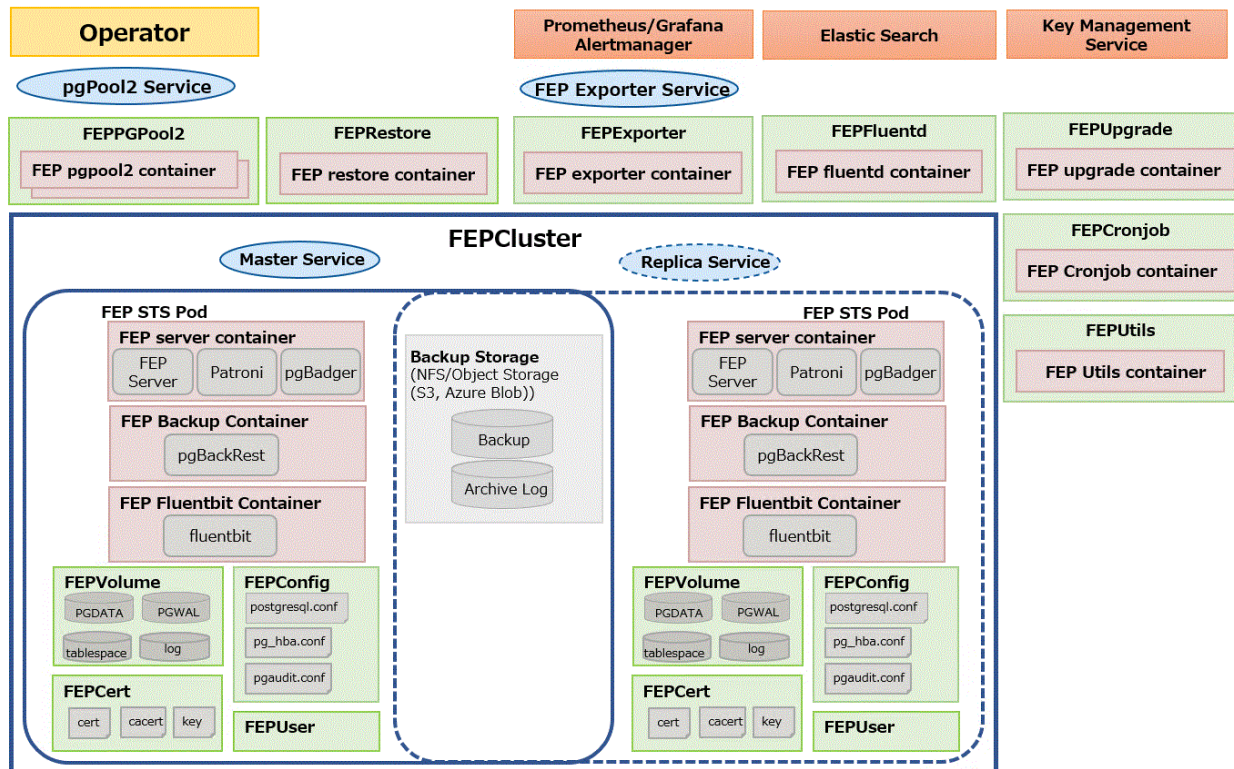 Operator
Prometheus/Grafana
Alertmanager
Elastic Search
Key Management
Service
pgPool2 Service
FEP Exporter Service
FEPPGPool2
FEP pgpool2 container
FEPRestore
FEP restore container
FEPExporter
FEP exporter container
FEPFluentd
FEP fluentd container
FEPUpgrade
FEP upgrade container
FEPCronjob
FEP Cronjob container
FEPUtils
FEP Utils container
FEPCluster
Master Service
Replica Service
FEP STS Pod
FEP server container
FEP
Server
Patroni
pgBadger
FEP Backup Container
pgBackRest
FEP Fluentbit Container
fluentbit
FEPVolume
PGDATA
PGWAL
tablespace
log
FEPConfig
postgresql.conf
pg_hba.conf
pgaudit.conf
FEPCert
cert
cacert
key
FEPUser
Backup Storage
(NFS/Object Storage
(S3, Azure Blob))
Backup
Archive Log
FEP STS Pod
FEP server container
FEP
Server
Patroni
pgBadger
FEP Backup Container
pgBackRest
FEP Fluentbit Container
fluentbit
FEPVolume
PGDATA
PGWAL
tablespace
log
FEPConfig
postgresql.conf
pg_hba.conf
pgaudit.conf
FEPCert
cert
cacert
key
FEPUser